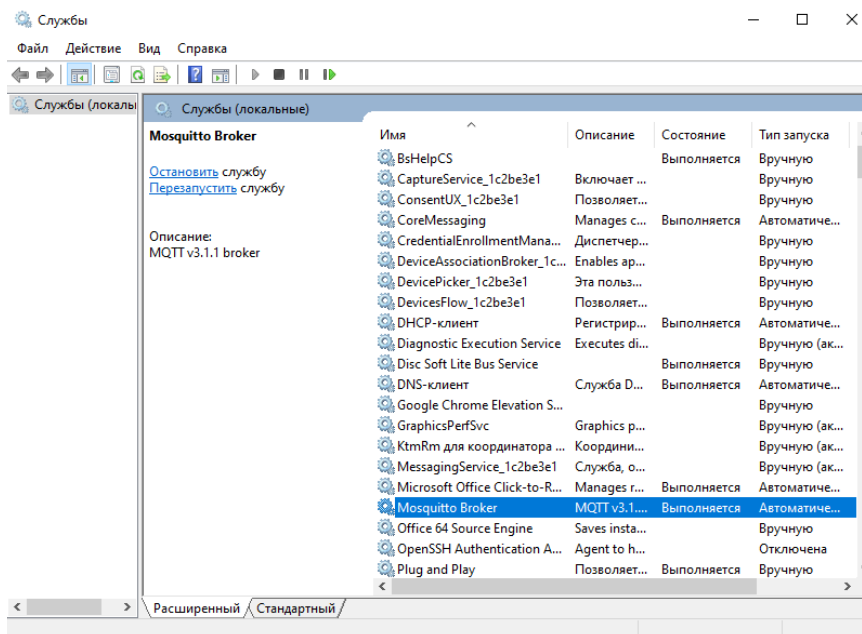 Службы
Файл Действие Вид Справка
Службы (локалы
Службы (локальные)
Mosquitto Broker
Остановить службу
Перезапустить службу
Описание:
MQTT v3.1.1 broker
Имя Описание Состояние Тип запуска
BsHelpCS Выполняется Вручную
CaptureService_1c2be3e1 Включает ... Вручную
ConsentUX_1c2be3e1 Позволяет... Вручную
CoreMessaging Manages c... Выполняется Автоматиче...
CredentialEnrollmentMana... Диспетчер... Вручную
DeviceAssociationBroker_1c... Enables ap... Вручную
DevicePicker_1c2be3e1 Эта польз... Вручную
DevicesFlow_1c2be3e1 Позволяет... Вручную
DHCP-клиент Регистрир... Выполняется Автоматиче...
Diagnostic Execution Service Executes di... Вручную (ак...
Disc Soft Lite Bus Service Выполняется Вручную
DNS-клиент Служба D... Выполняется Автоматиче...
Google Chrome Elevation S... Вручную
GraphicsPerfSvc Graphics p... Вручную (ак...
KtmRm для координатора ... Координи... Вручную (ак...
MessagingService_1c2be3e1 Служба, о... Вручную (ак...
Microsoft Office Click-to-R... Manages r... Выполняется Автоматиче...
Mosquitto Broker MQTT v3.1.... Выполняется Автоматиче...
Office 64 Source Engine Saves insta... Вручную
OpenSSH Authentication A... Agent to h... Отключена
Plug and Play Позволяет... Выполняется Вручную
Расширенный Стандартный